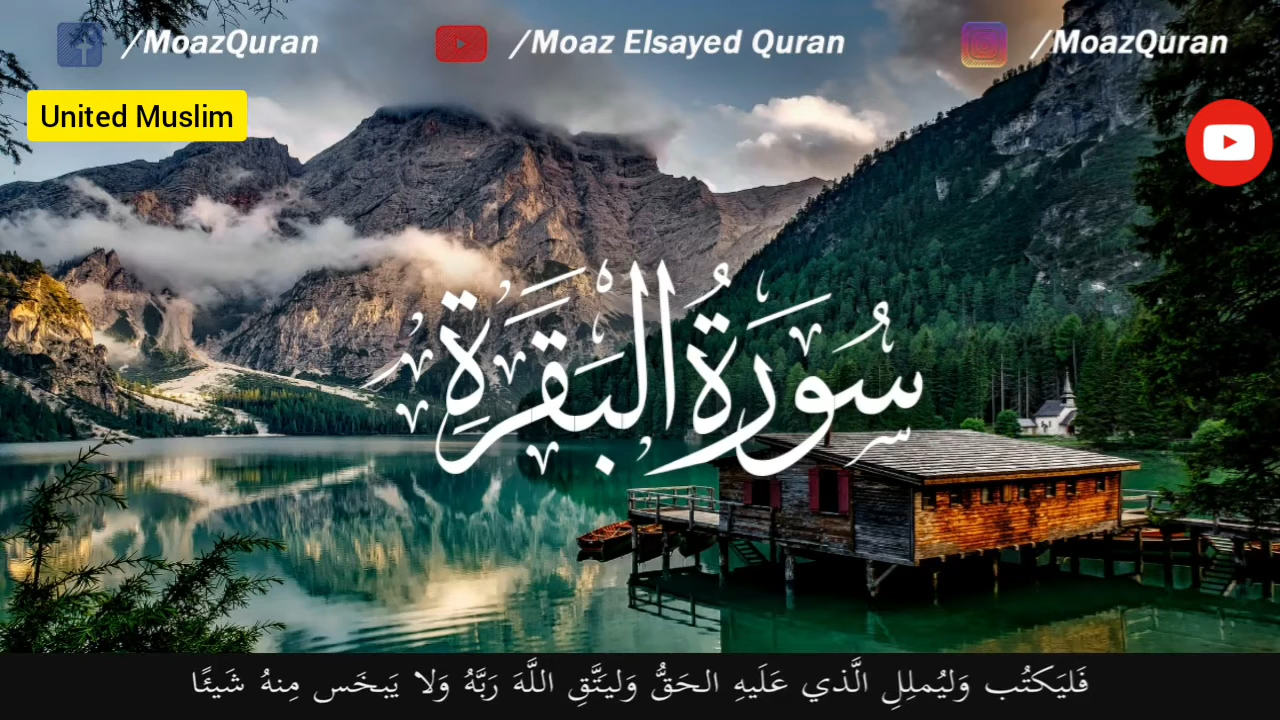 /MoazQuran
/Moaz Elsayed Quran
/MoazQuran
United Muslim
سُورَةُ البَقَرَةِ
فَليَكتُب وَليُملِلِ الَّذي عَلَيهِ الحَقُّ وَليَتَّقِ اللَّهَ رَبَّهُ وَلا يَبخَس مِنهُ شَيئًا